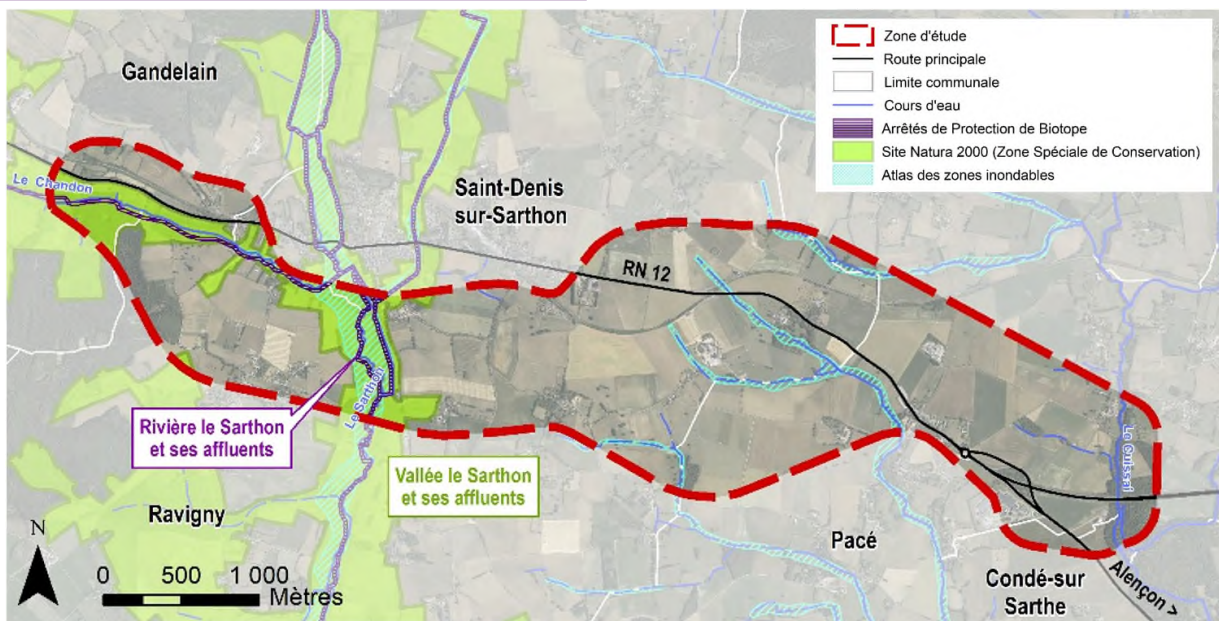 Gandelain
Zone d'étude
Route principale
Limite communale
Cours d'eau
Arrêtés de Protection de Biotope
Site Natura 2000 (Zone Spéciale de Conservation)
Atlas des zones inondables
Le Chandon
Saint-Denis
sur-Sarthon
RN 12
Le Sarthon
Rivière le Sarthon
et ses affluents
Vallée le Sarthon
et ses affluents
Le Cuissai
Ravigny
Pacé
Condé-sur
Sarthe
Alençon >
N
0 500 1 000
Mètres